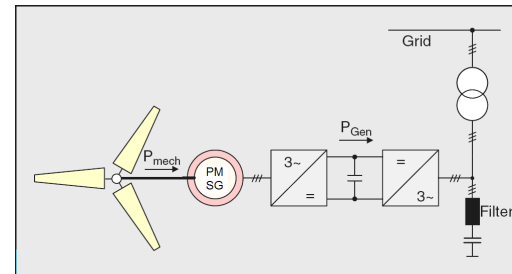 Grid
P_Gen
P_mech
PM
SG
3~
=
=
3~
Filter